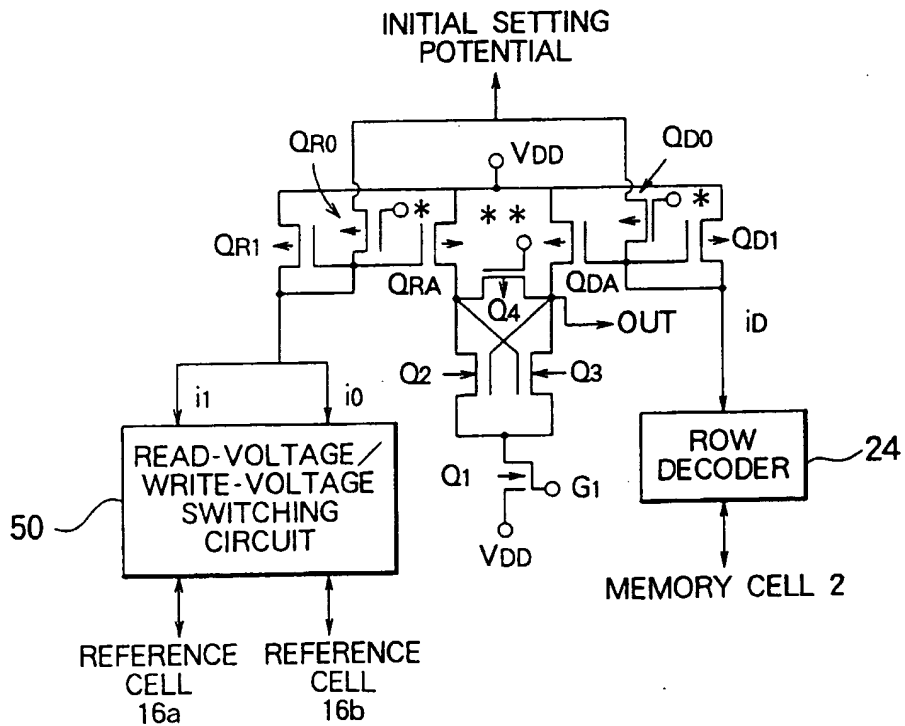 INITIAL SETTING
POTENTIAL
QR0
VDD
QD0
*
**
*
QR1
QRA
Q4
QDA
QD1
OUT
iD
Q2
Q3
i1
i0
READ-VOLTAGE/
WRITE-VOLTAGE
SWITCHING
CIRCUIT
50
Q1
G1
VDD
ROW
DECODER
24
MEMORY CELL 2
REFERENCE
CELL
16a
REFERENCE
CELL
16b